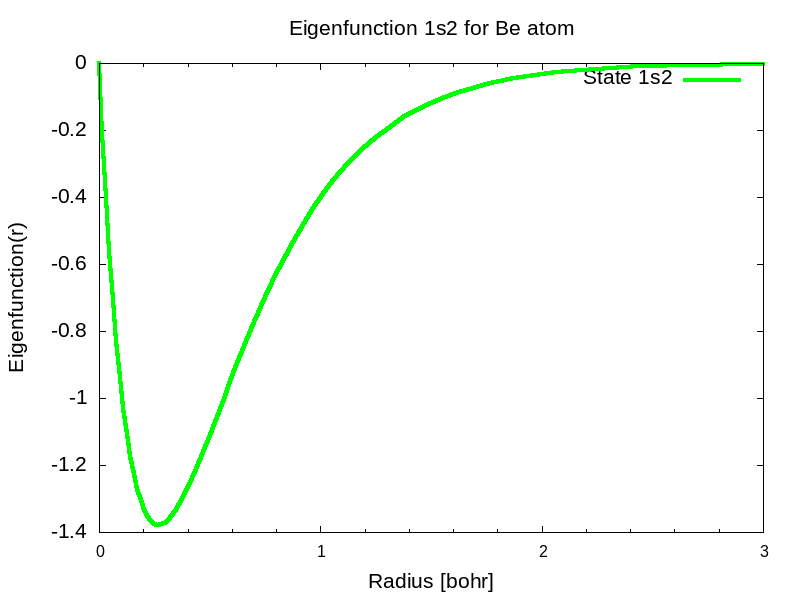 Eigenfunction 1s2 for Be atom
State 1s2
0
-0.2
-0.4
-0.6
-0.8
-1
-1.2
-1.4
Eigenfunction(r)
0 1 2 3
Radius [bohr]